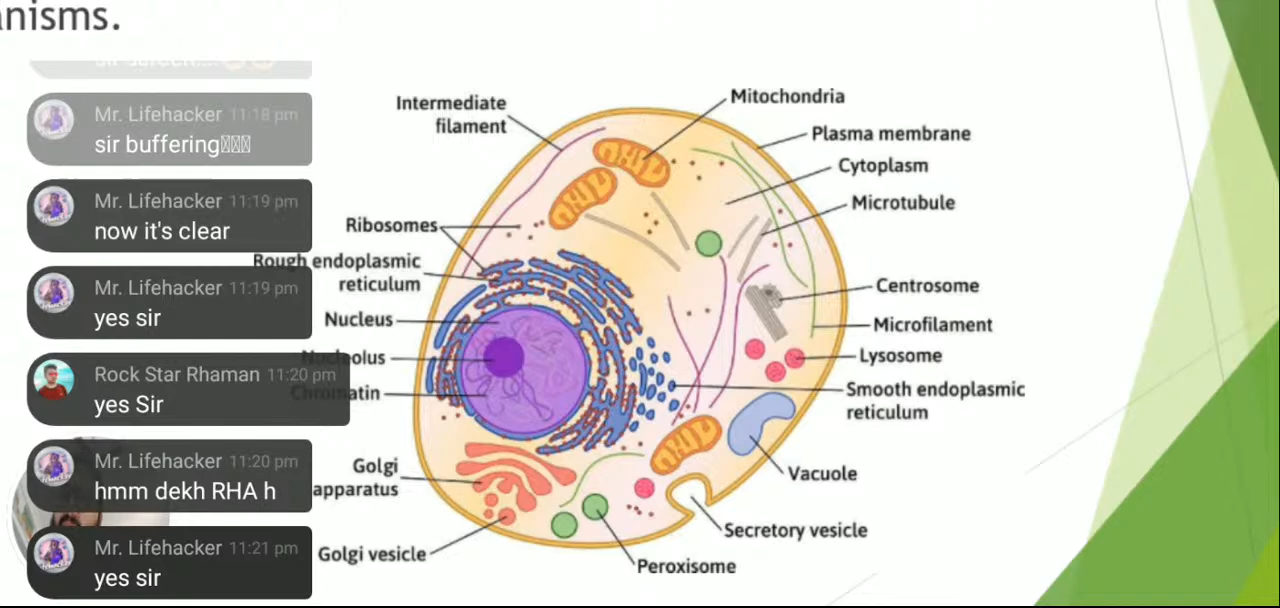 anisms.
Mr. Lifehacker 11:18 pm
sir buffering
Mr. Lifehacker 11:19 pm
now it's clear
Mr. Lifehacker 11:19 pm
yes sir
Rock Star Rhaman 11:20 pm
yes Sir
Mr. Lifehacker 11:20 pm
hmm dekh RHA h
Mr. Lifehacker 11:21 pm
yes sir
Intermediate
filament
Ribosomes
Rough endoplasmic
reticulum
Nucleus
Nucleolus
Chromatin
Golgi
apparatus
Golgi vesicle
Mitochondria
Plasma membrane
Cytoplasm
Microtubule
Centrosome
Microfilament
Lysosome
Smooth endoplasmic
reticulum
Vacuole
Secretory vesicle
Peroxisome